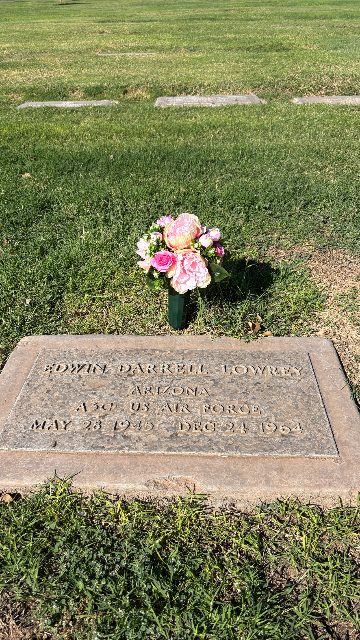 EDWIN DARRELL LOWREY
ARIZONA
A3C US AIR FORCE
MAY 28 1945 DEC 24 1964